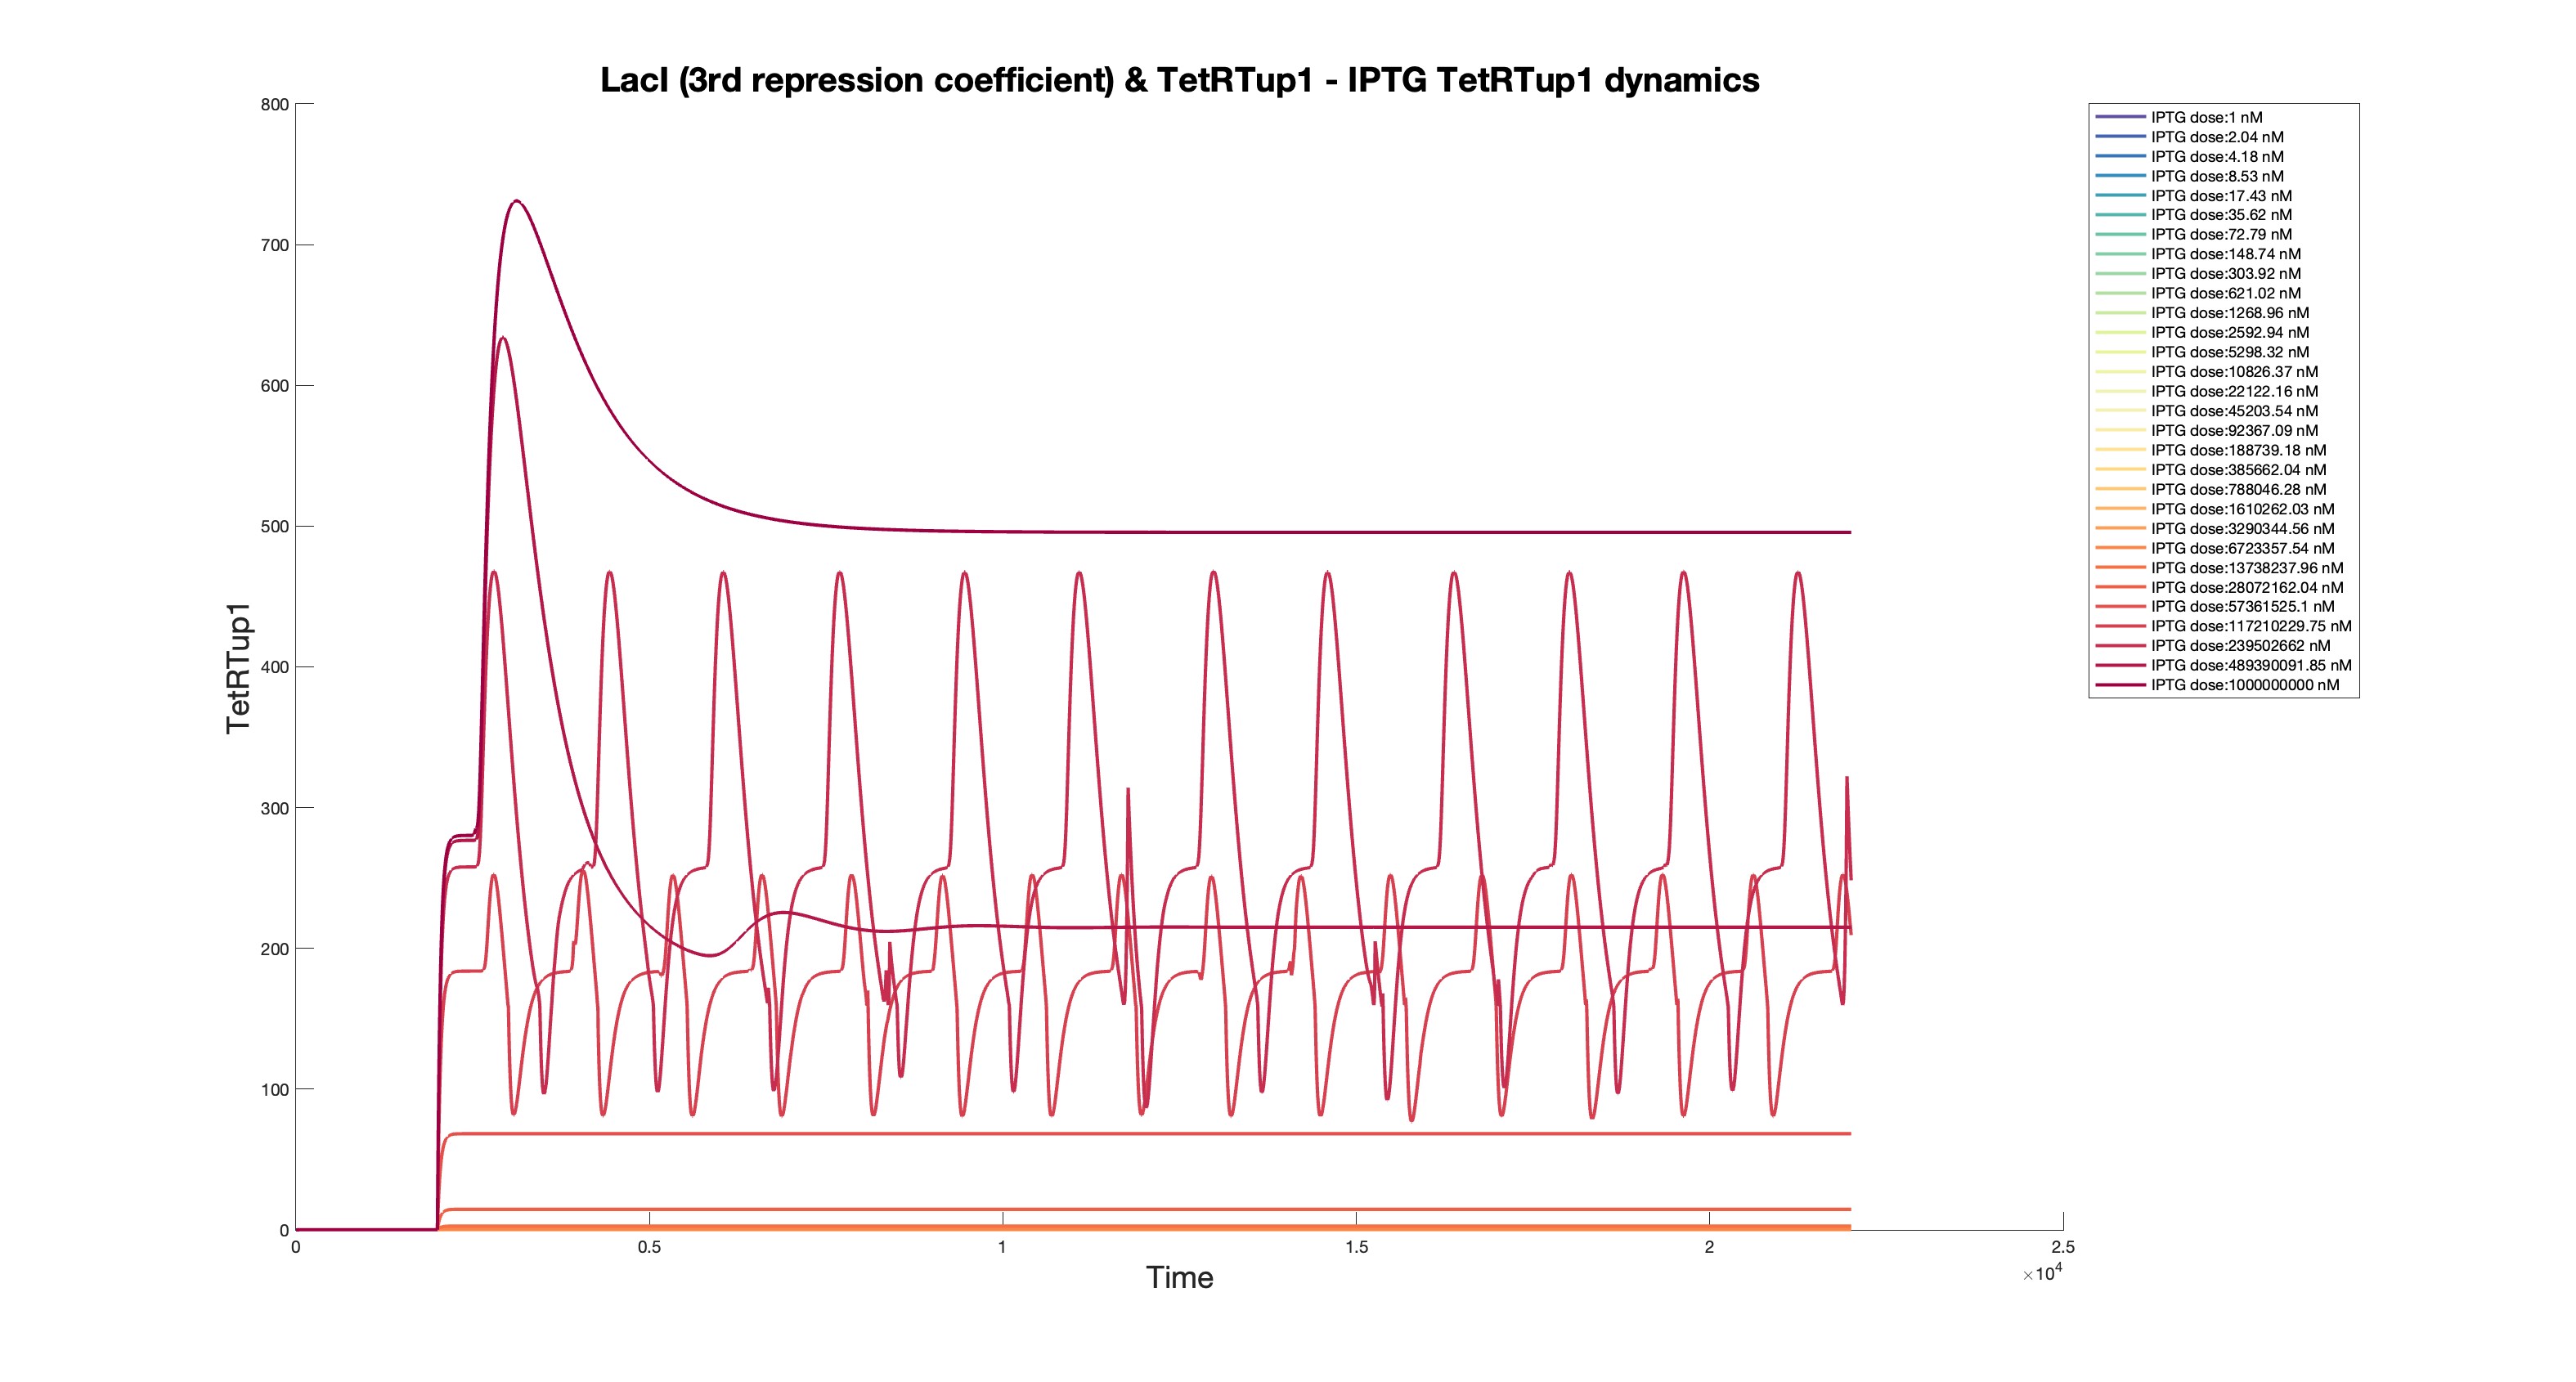 LacI (3rd repression coefficient) & TetRTup1 - IPTG TetRTup1 dynamics
800
700
600
500
400
300
200
100
0
TetRTup1
0
0.5
1
1.5
2
2.5
×10⁴
Time
IPTG dose:1 nM
IPTG dose:2.04 nM
IPTG dose:4.18 nM
IPTG dose:8.53 nM
IPTG dose:17.43 nM
IPTG dose:35.62 nM
IPTG dose:72.79 nM
IPTG dose:148.74 nM
IPTG dose:303.92 nM
IPTG dose:621.02 nM
IPTG dose:1268.96 nM
IPTG dose:2592.94 nM
IPTG dose:5298.32 nM
IPTG dose:10826.37 nM
IPTG dose:22122.16 nM
IPTG dose:45203.54 nM
IPTG dose:92367.09 nM
IPTG dose:188739.18 nM
IPTG dose:385662.04 nM
IPTG dose:788046.28 nM
IPTG dose:1610262.03 nM
IPTG dose:3290344.56 nM
IPTG dose:6723357.54 nM
IPTG dose:13738237.96 nM
IPTG dose:28072162.04 nM
IPTG dose:57361525.1 nM
IPTG dose:117210229.75 nM
IPTG dose:239502662 nM
IPTG dose:489390091.85 nM
IPTG dose:1000000000 nM